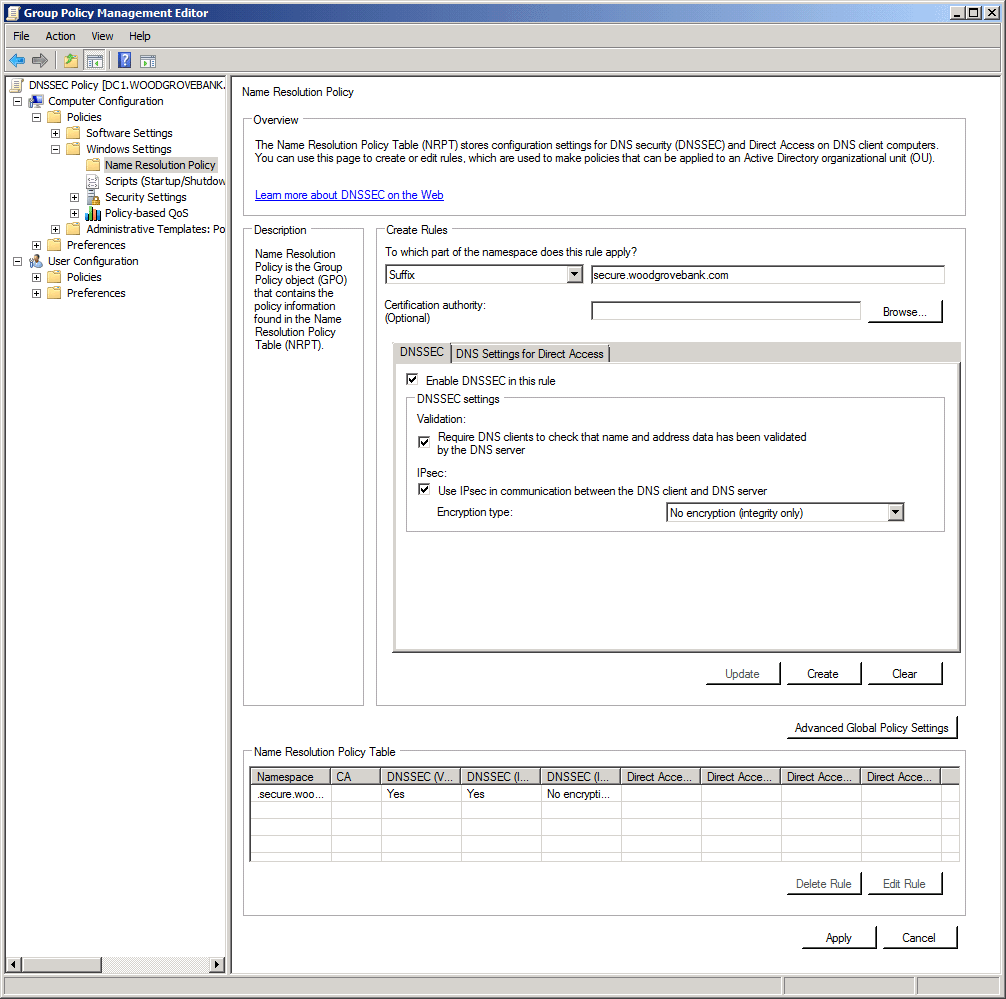 Group Policy Management Editor
File Action View Help
DNSSEC Policy [DC1.WOODGROVEBANK.
Computer Configuration
Policies
Software Settings
Windows Settings
Name Resolution Policy
Scripts (Startup/Shutdow
Security Settings
Policy-based QoS
Administrative Templates: Po
Preferences
User Configuration
Policies
Preferences
Name Resolution Policy
Overview
The Name Resolution Policy Table (NRPT) stores configuration settings for DNS security (DNSSEC) and Direct Access on DNS client computers.
You can use this page to create or edit rules, which are used to make policies that can be applied to an Active Directory organizational unit (OU).
Learn more about DNSSEC on the Web
Description
Name Resolution
Policy is the Group
Policy object (GPO)
that contains the
policy information
found in the Name
Resolution Policy
Table (NRPT).
Create Rules
To which part of the namespace does this rule apply?
Suffix secure.woodgrovebank.com
Certification authority:
(Optional)
Browse...
DNSSEC DNS Settings for Direct Access
Enable DNSSEC in this rule
DNSSEC settings
Validation:
Require DNS clients to check that name and address data has been validated
by the DNS server
IPsec:
Use IPsec in communication between the DNS client and DNS server
Encryption type: No encryption (integrity only)
Update Create Clear
Advanced Global Policy Settings
Name Resolution Policy Table
Namespace CA DNSSEC (V... DNSSEC (I... DNSSEC (I... Direct Acce... Direct Acce... Direct Acce... Direct Acce...
.secure.woo... Yes Yes No encrypti...
Delete Rule Edit Rule
Apply Cancel